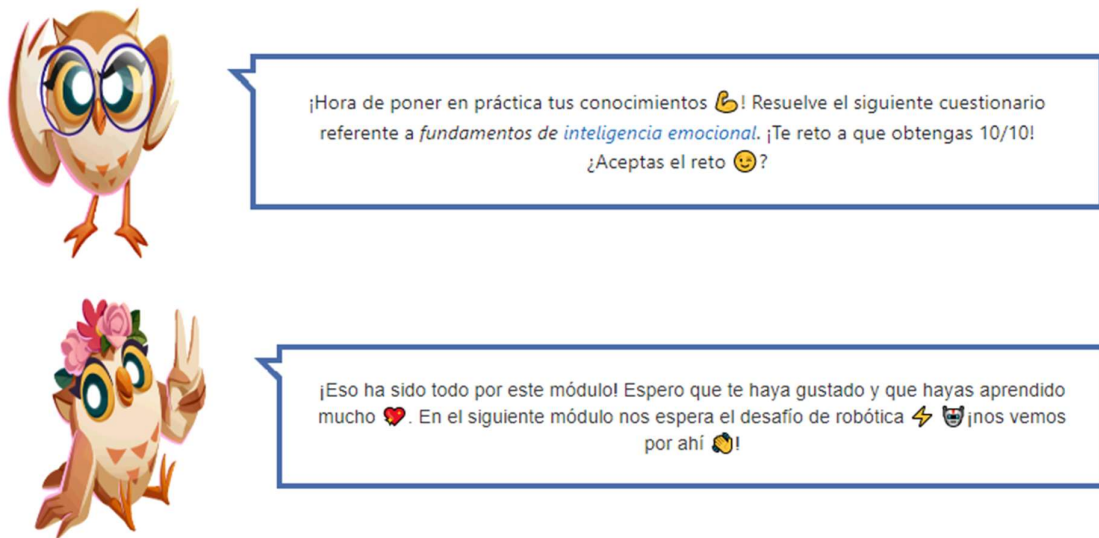 ¡Hora de poner en práctica tus conocimientos 💪! Resuelve el siguiente cuestionario
referente a fundamentos de inteligencia emocional. ¡Te reto a que obtengas 10/10!
¿Aceptas el reto 😉?
¡Eso ha sido todo por este módulo! Espero que te haya gustado y que hayas aprendido
mucho 💖. En el siguiente módulo nos espera el desafío de robótica ⚡ 🤖¡nos vemos
por ahí 👏!